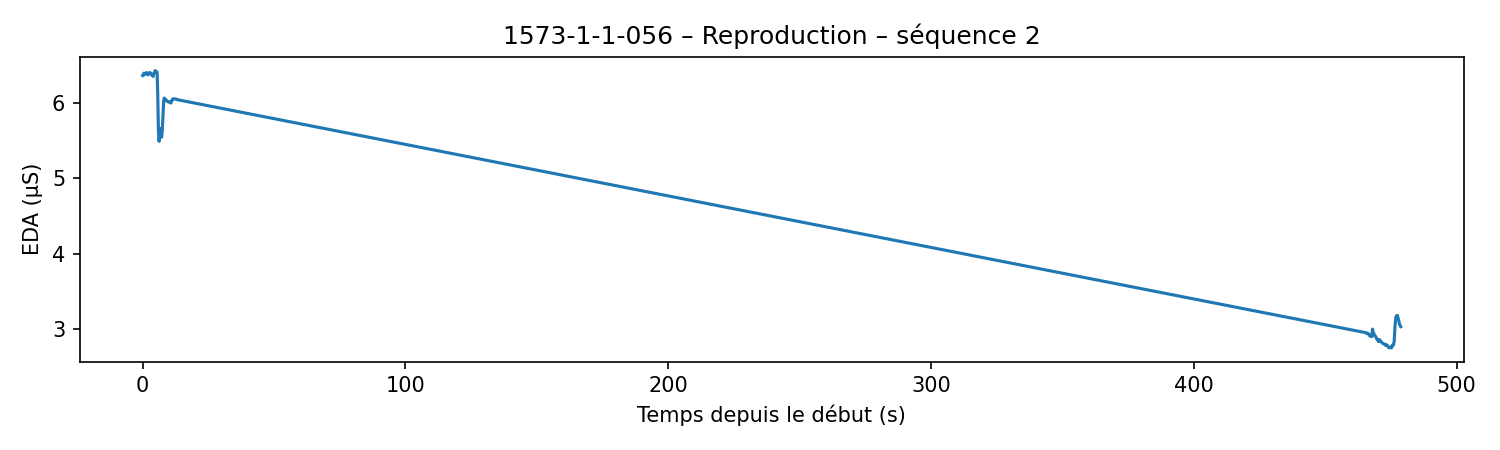 1573-1-1-056 – Reproduction – séquence 2
EDA (µS)
6
5
4
3
0 100 200 300 400 500
Temps depuis le début (s)